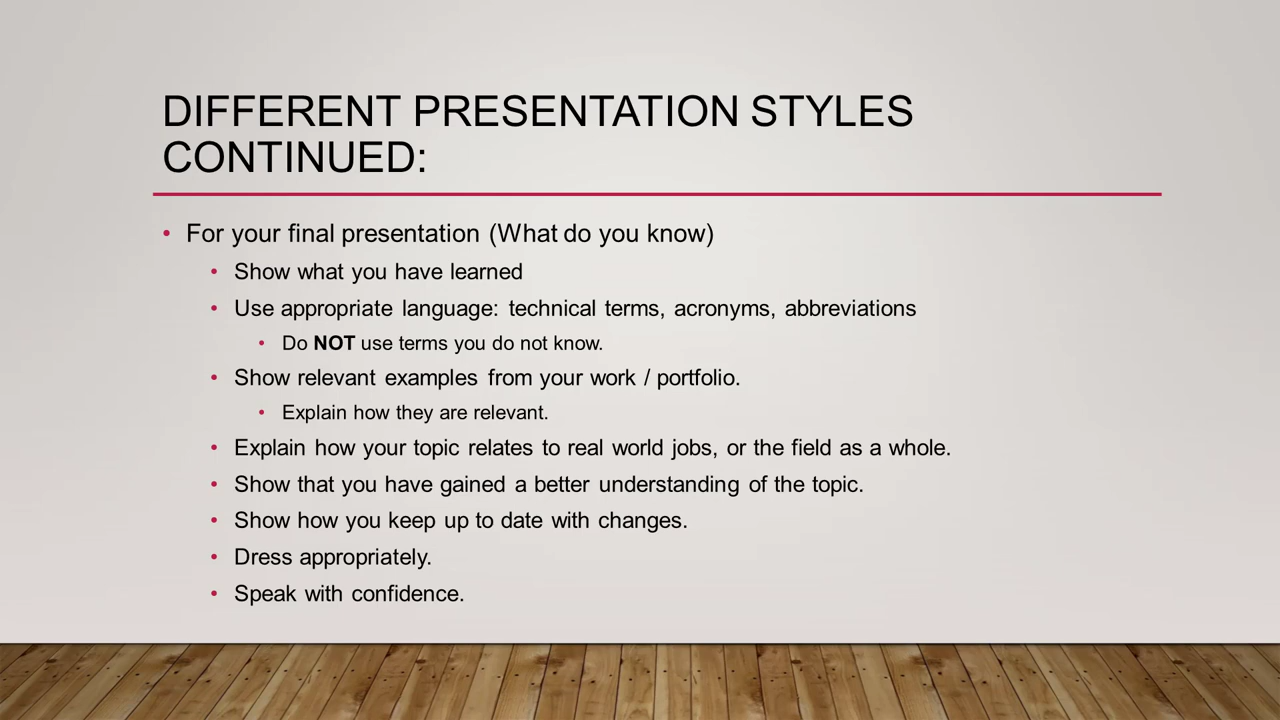 DIFFERENT PRESENTATION STYLES
CONTINUED:
• For your final presentation (What do you know)
• Show what you have learned
• Use appropriate language: technical terms, acronyms, abbreviations
• Do NOT use terms you do not know.
• Show relevant examples from your work / portfolio.
• Explain how they are relevant.
• Explain how your topic relates to real world jobs, or the field as a whole.
• Show that you have gained a better understanding of the topic.
• Show how you keep up to date with changes.
• Dress appropriately.
• Speak with confidence.